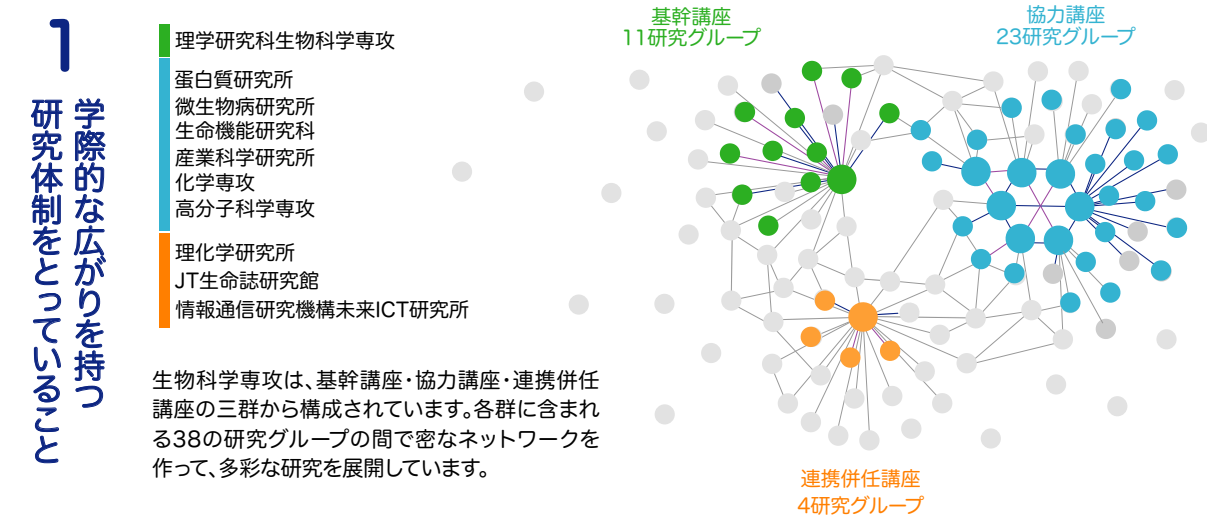 1
学際的な広がりを持つ
研究体制をとっていること
理学研究科生物科学専攻
蛋白質研究所
微生物病研究所
生命機能研究科
産業科学研究所
化学専攻
高分子科学専攻
理化学研究所
JT生命誌研究館
情報通信研究機構未来ICT研究所
生物科学専攻は、基幹講座・協力講座・連携併任
講座の三群から構成されています。各群に含まれ
る38の研究グループの間で密なネットワークを
作って、多彩な研究を展開しています。
基幹講座
11研究グループ
協力講座
23研究グループ
連携併任講座
4研究グループ